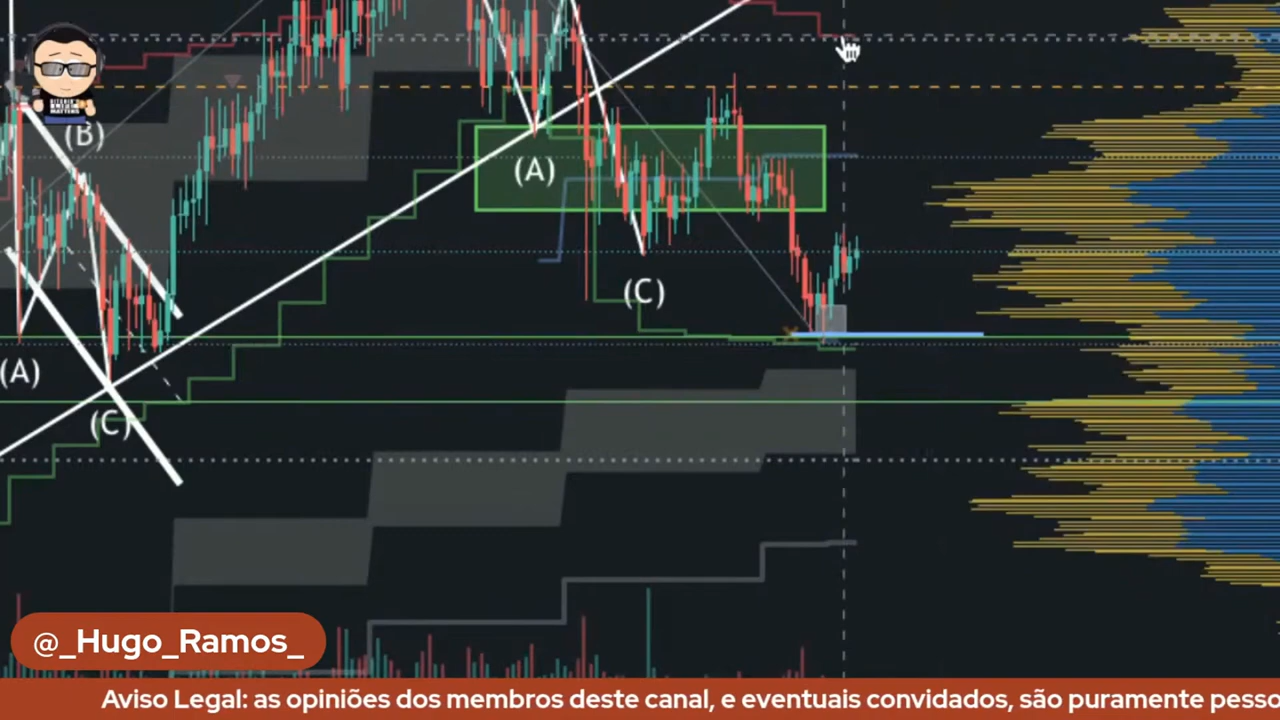 (B)
(A)
(C)
(A)
(C)
@_Hugo_Ramos_
Aviso Legal: as opiniões dos membros deste canal, e eventuais convidados, são puramente pesso